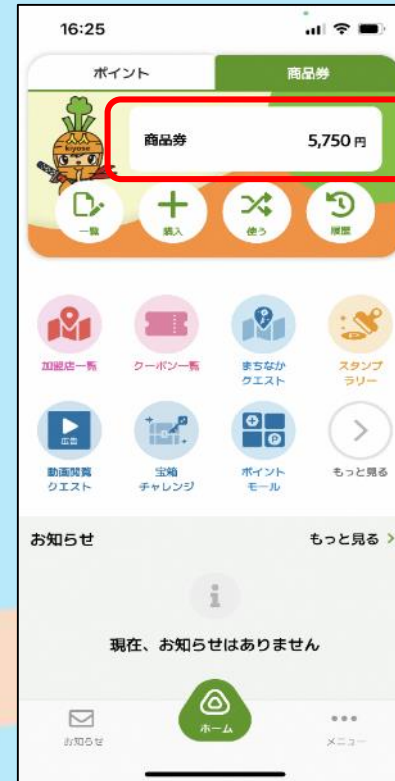 16:25
ポイント
商品券
kiyose
商品券 5,750 円
一覧
購入
使う
履歴
加盟店一覧
クーポン一覧
まちなか
クエスト
スタンプ
ラリー
広告
動画閲覧
クエスト
宝箱
チャレンジ
P
ポイント
モール
もっと見る
お知らせ
もっと見る
現在、お知らせはありません
お知らせ
ホーム
メニュー